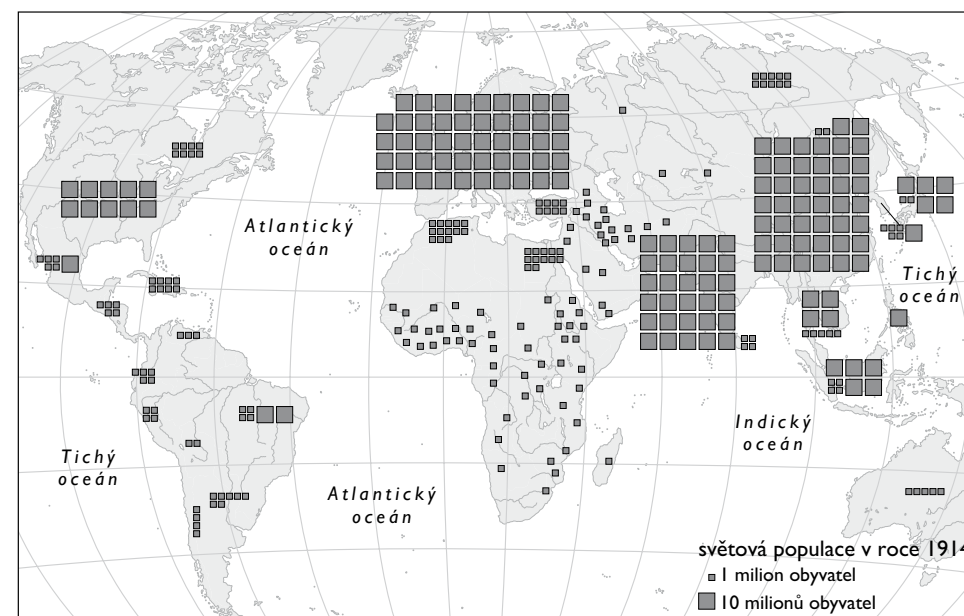 Atlantický
oceán
Tichý
oceán
Indický
oceán
Tichý
oceán
Atlantický
oceán
světová populace v roce 1914
1 milion obyvatel
10 milionů obyvatel